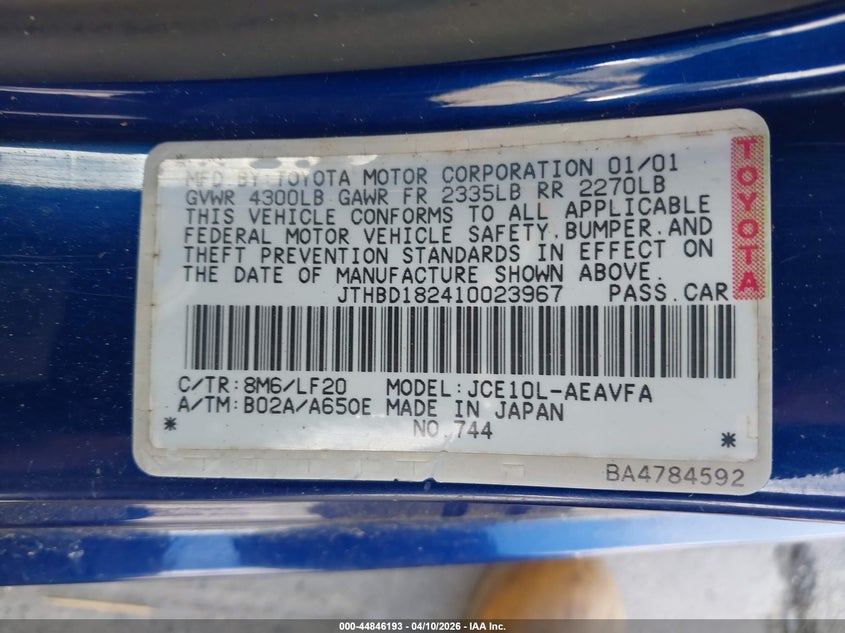 MFD BY: TOYOTA MOTOR CORPORATION 01/01
GVWR 4300LB GAWR FR 2335LB RR 2270LB
THIS VEHICLE CONFORMS TO ALL APPLICABLE
FEDERAL MOTOR VEHICLE SAFETY, BUMPER, AND
THEFT PREVENTION STANDARDS IN EFFECT ON
THE DATE OF MANUFACTURE SHOWN ABOVE.
JTHBD182410023967 PASS. CAR
TOYOTA
C/TR: 8M6/LF20 MODEL: JCE10L-AEAVFA
A/TM: B02A/A650E MADE IN JAPAN
* NO. 744 *
BA4784592
000-44846193 - 04/10/2026 - IAA Inc.